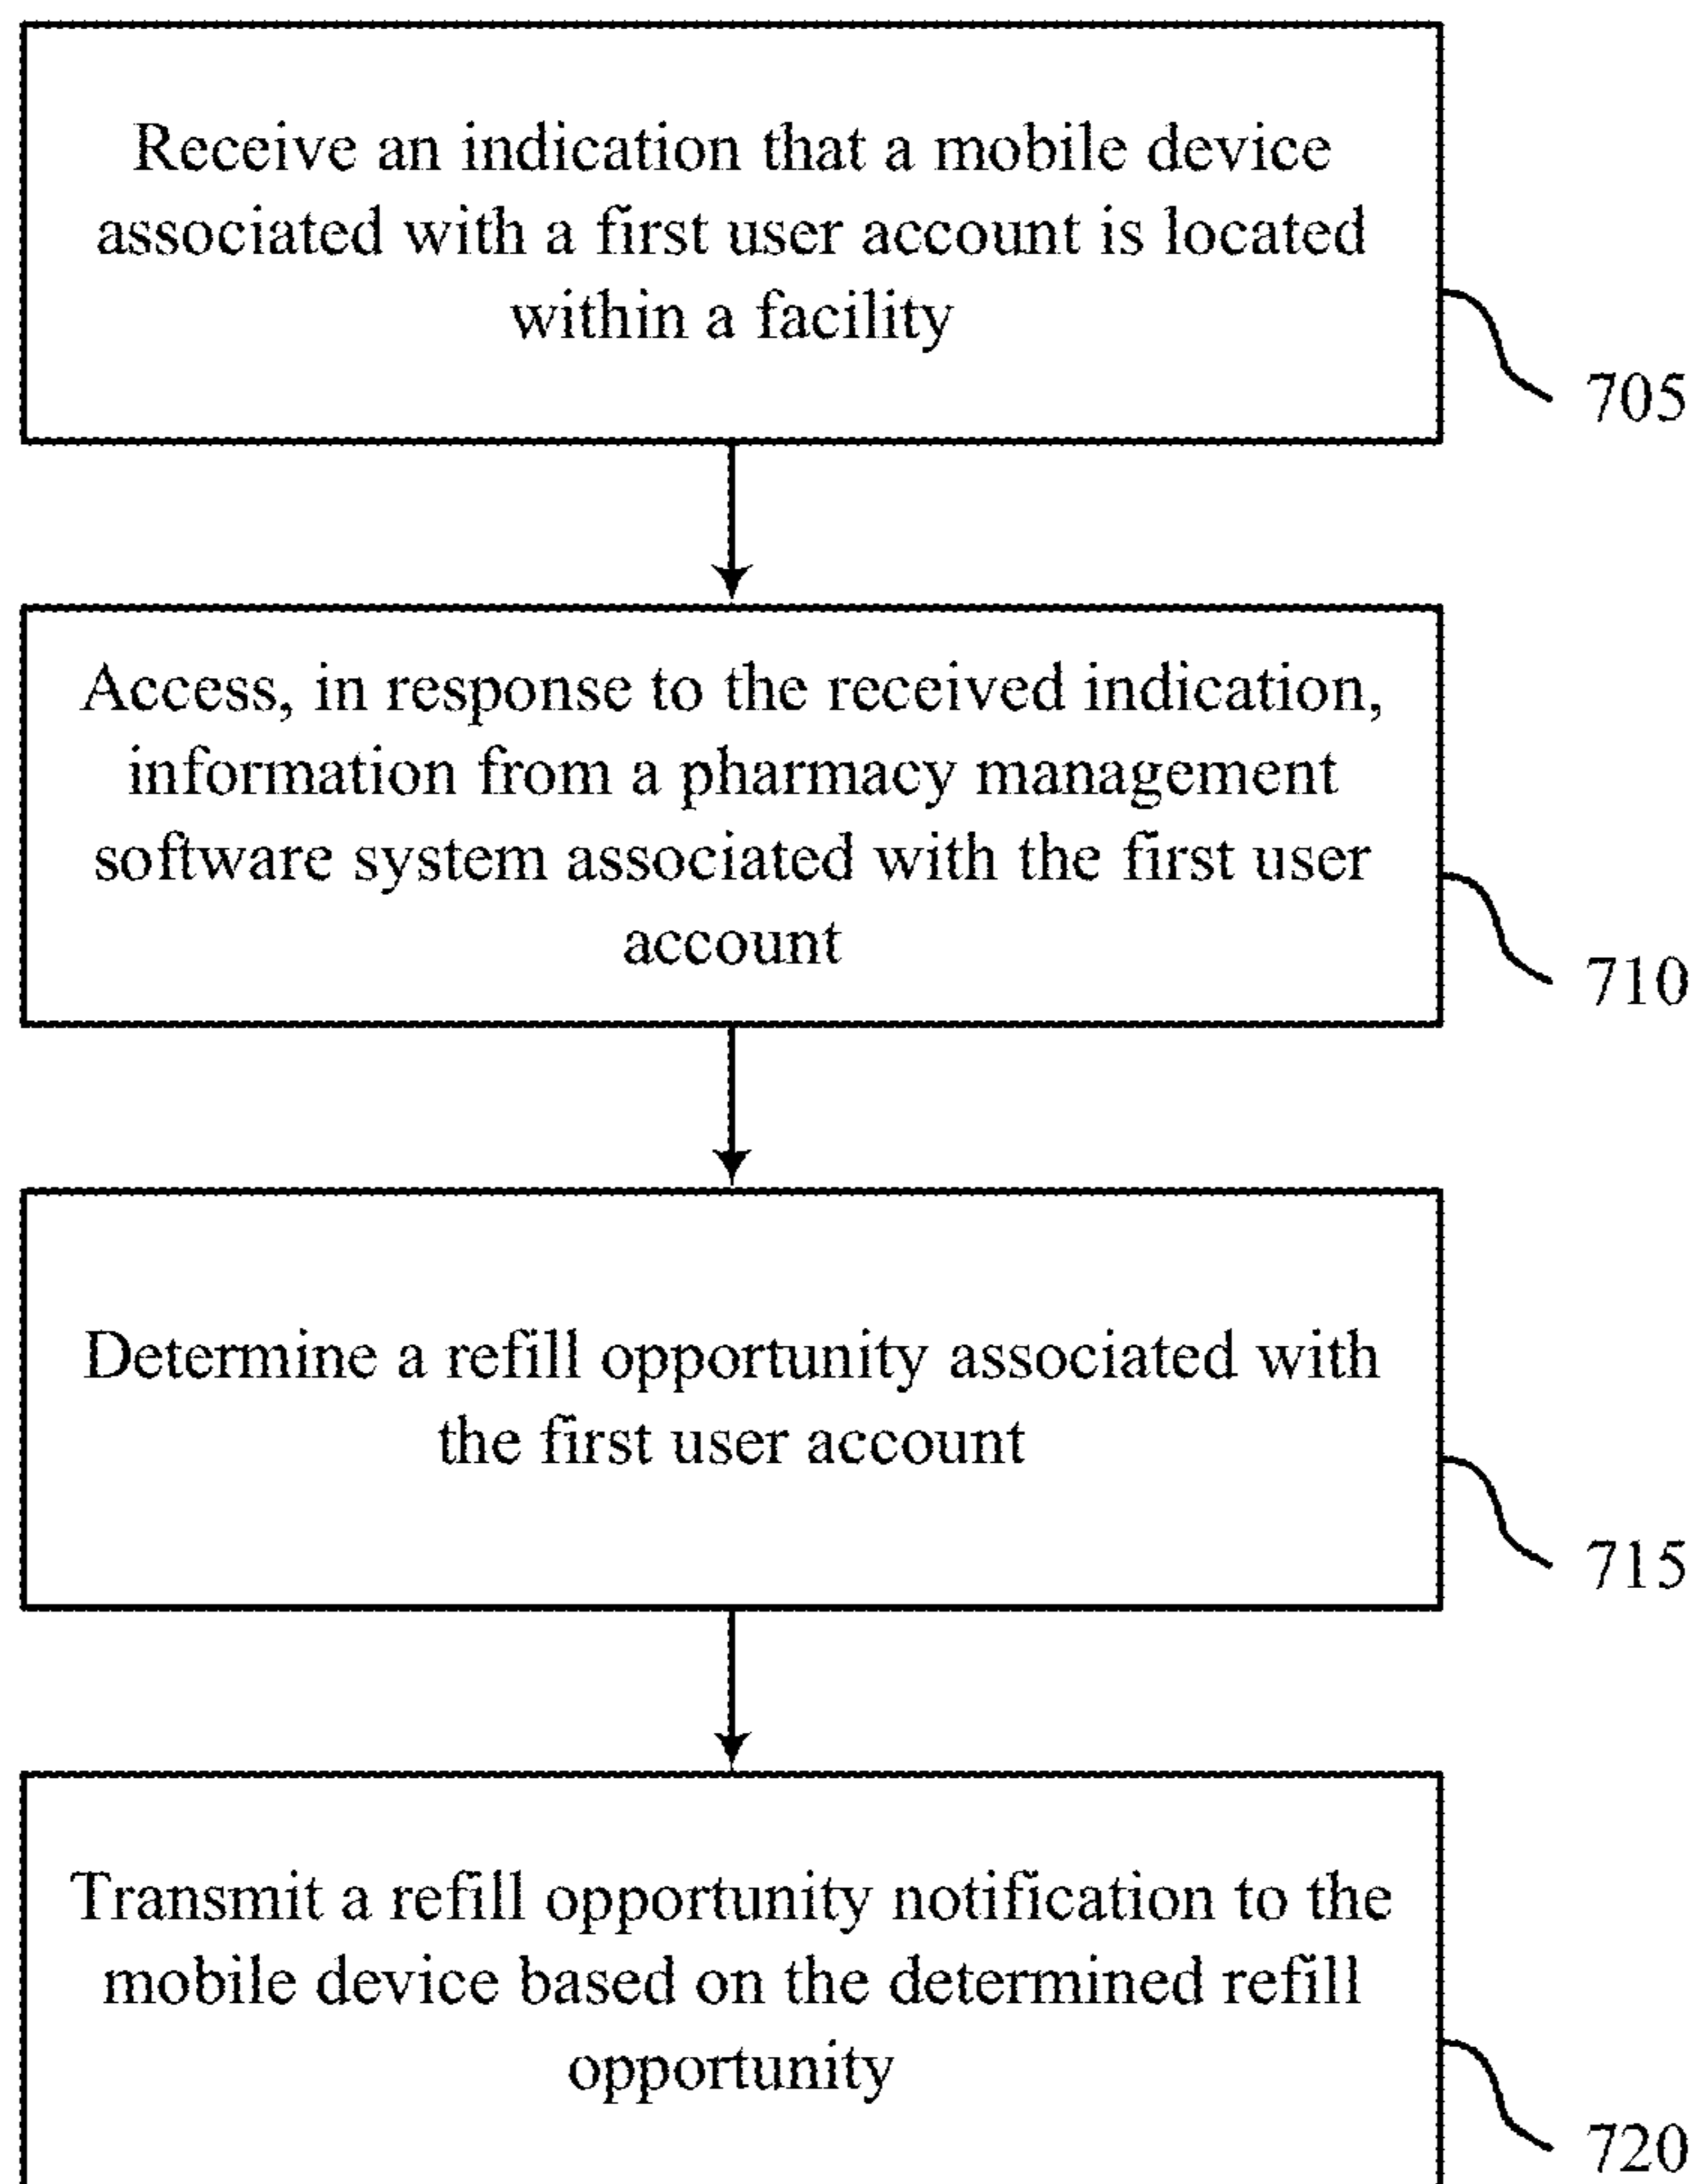 Receive an indication that a mobile device
associated with a first user account is located
within a facility
705
Access, in response to the received indication,
information from a pharmacy management
software system associated with the first user
account
710
Determine a refill opportunity associated with
the first user account
715
Transmit a refill opportunity notification to the
mobile device based on the determined refill
opportunity
720